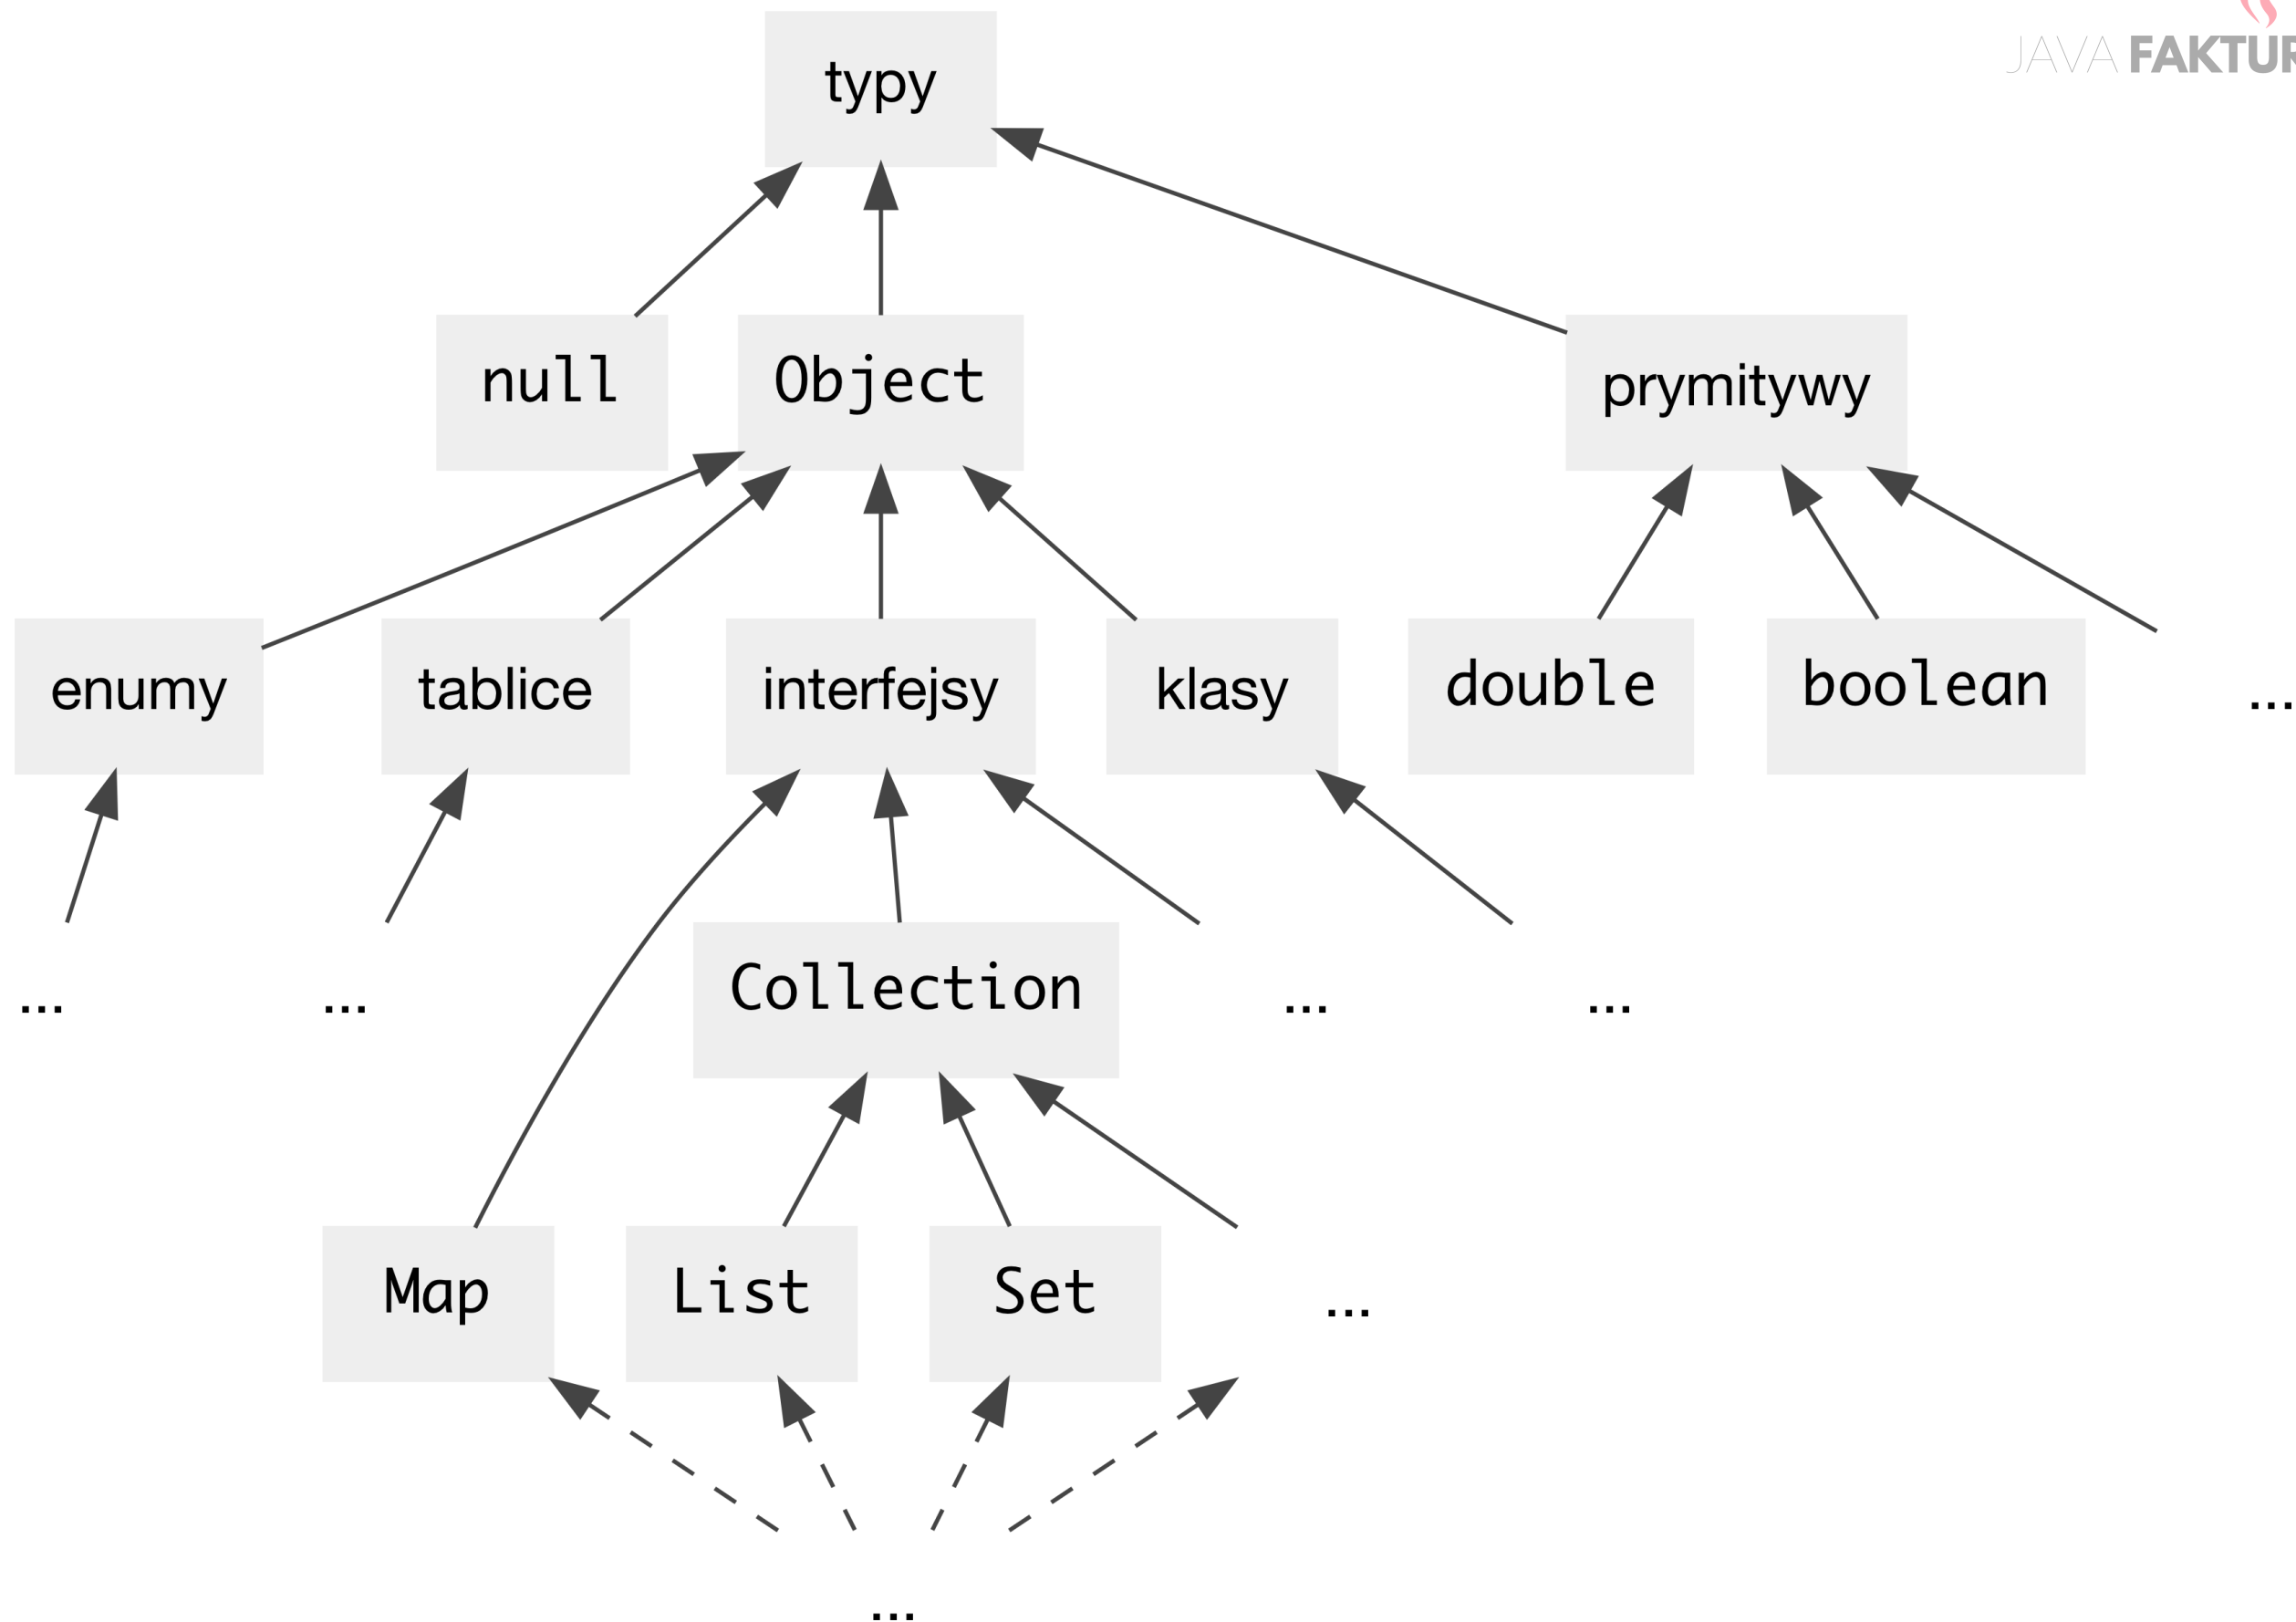 JAVA FAKTUR
typy
null
Object
prymitywy
enumy
tablice
interfejsy
klasy
double
boolean
...
...
...
Collection
...
...
Map
List
Set
...
...